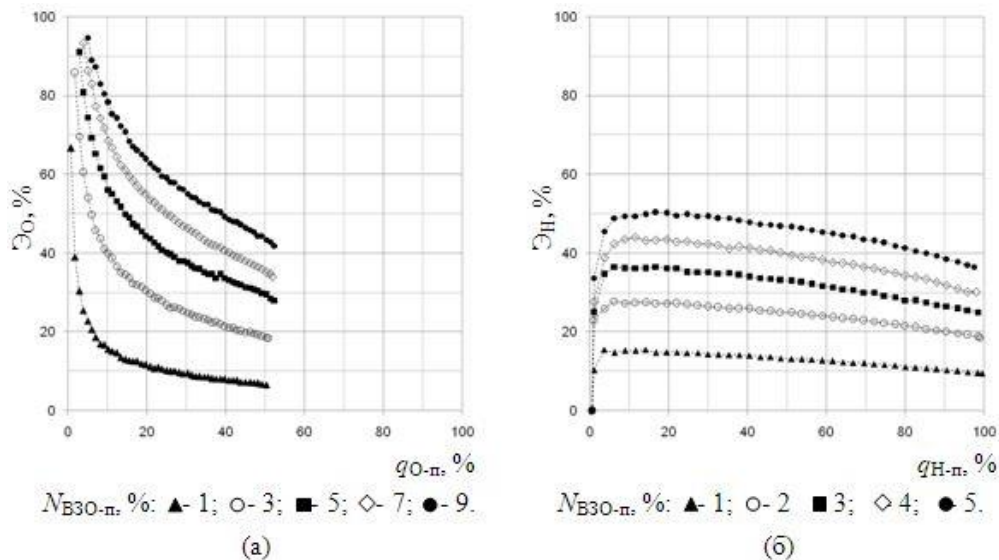 100 100
80 80
60 60
40 40
20 20
0 0
Э_О, % Э_Н, %
0 20 40 60 80 100 0 20 40 60 80 100
q_О-п, % q_Н-п, %
N_ВЗО-п, %: ▲- 1; ○- 3; ■- 5; ◇- 7; ●- 9. N_ВЗО-п, %: ▲- 1; ○- 2 ■- 3; ◇- 4; ●- 5.
(а) (б)